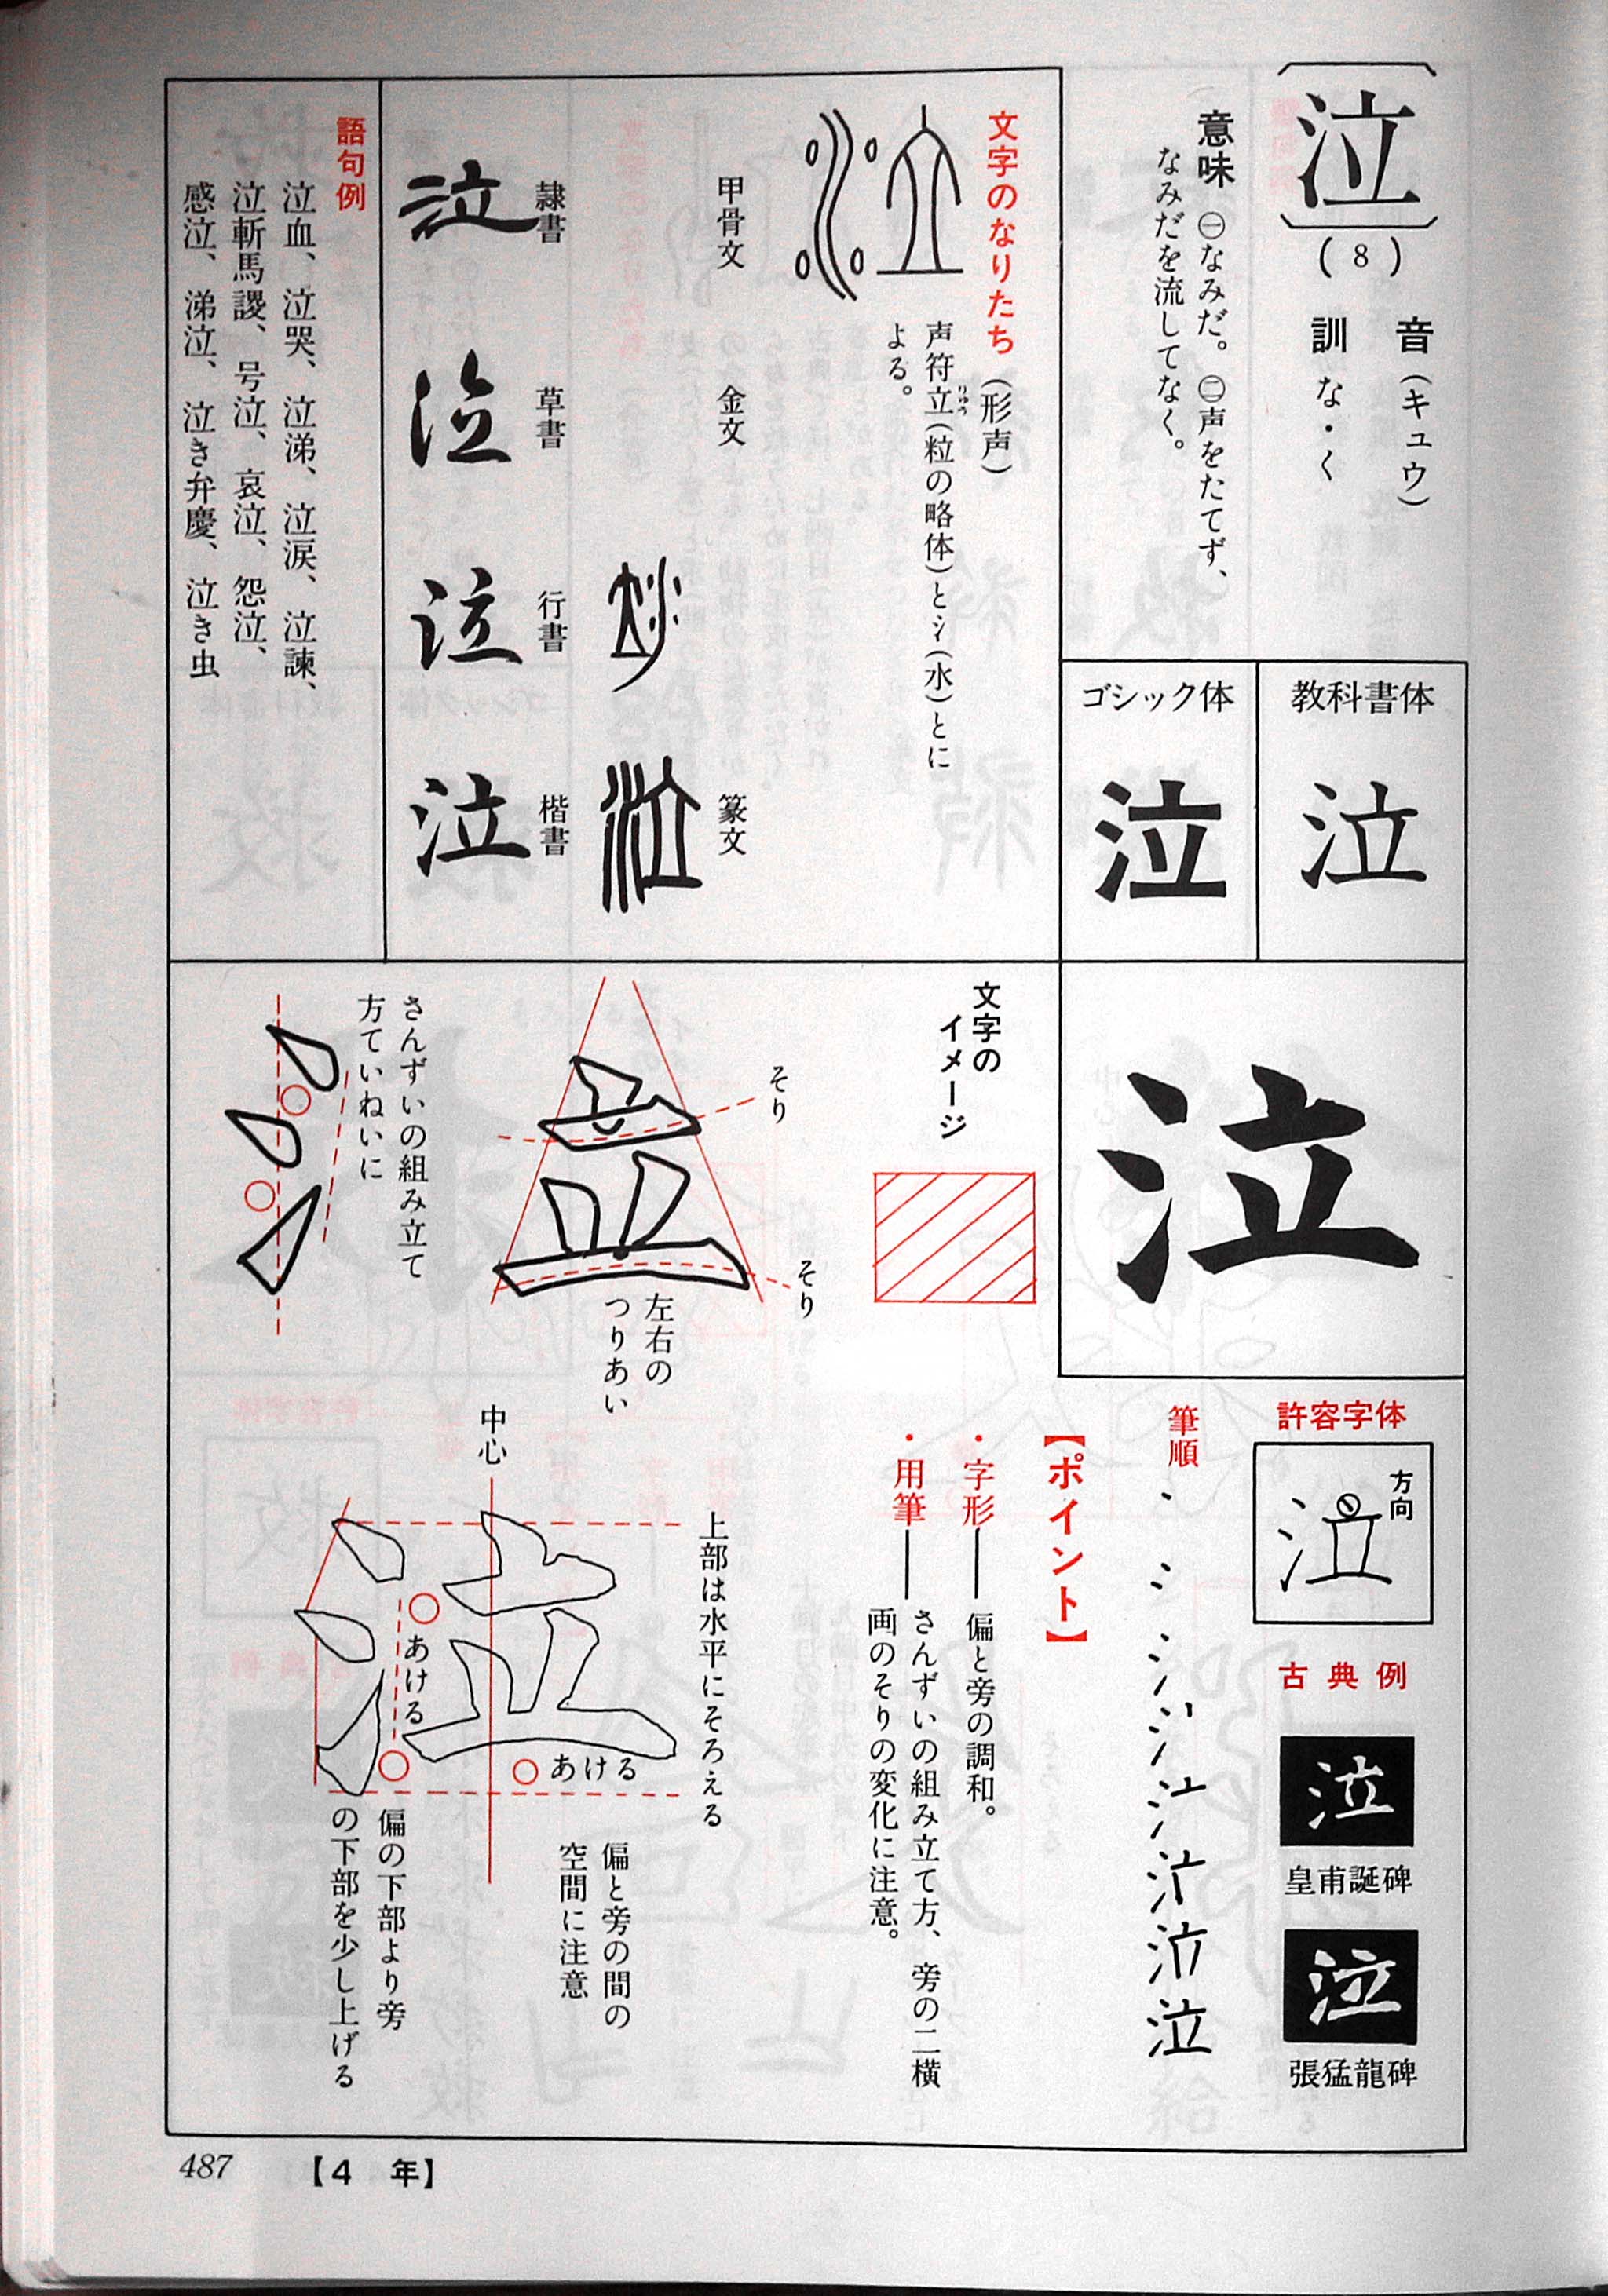 泣
(8)
音(キュウ)
訓 な・く
意味 ㊀なみだ。㊁声をたてず、
なみだを流してなく。
教科書体
泣
ゴシック体
泣
文字のなりたち(形声)
声符立(粒の略体)と氵(水)とに
りゅう
よる。
甲骨文
金文
篆文
隷書
泣
草書
泣
行書
泣
楷書
泣
語句例
泣血、泣哭、泣涕、泣涙、泣諫、
泣斬馬謖、号泣、哀泣、怨泣、
感泣、涕泣、泣き弁慶、泣き虫
泣
文字の
イメージ
そり
そり
左右の
つりあい
さんずいの組み立て
方ていねいに
許容字体
方向
泣
古典例
泣
皇甫誕碑
泣
張猛龍碑
筆順
泣
【ポイント】
・字形―偏と旁の調和。
・用筆―さんずいの組み立て方、旁の二横
画のそりの変化に注意。
上部は水平にそろえる
中心
あける
あける
偏と旁の間の
空間に注意
偏の下部より旁
の下部を少し上げる
487
【4 年】